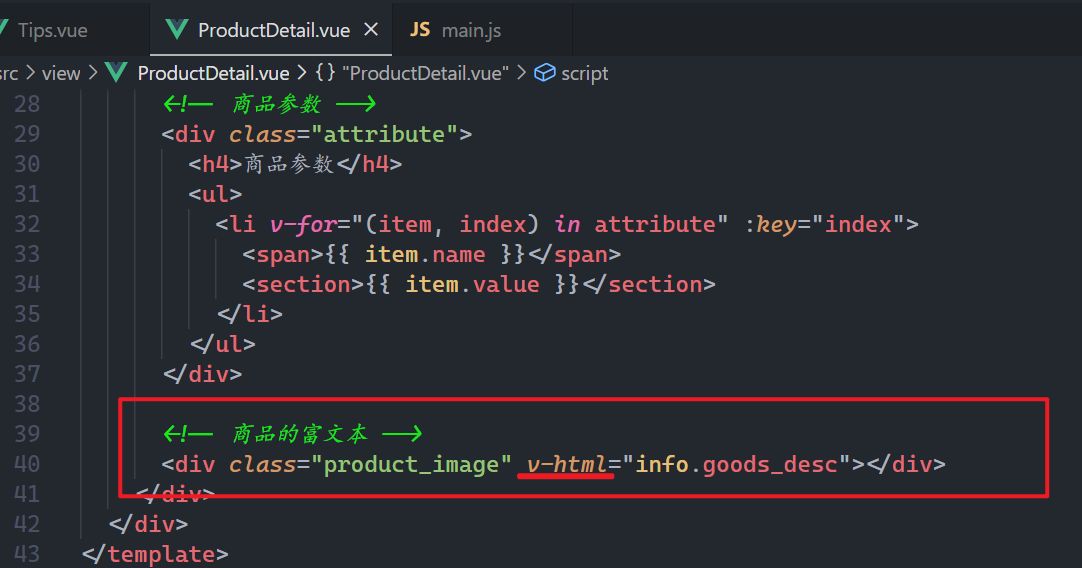 Tips.vue ProductDetail.vue × JS main.js
src > view > ProductDetail.vue > {} "ProductDetail.vue" > script
28 <!-- 商品参数 -->
29 <div class="attribute">
30 <h4>商品参数</h4>
31 <ul>
32 <li v-for="(item, index) in attribute" :key="index">
33 <span>{{ item.name }}</span>
34 <section>{{ item.value }}</section>
35 </li>
36 </ul>
37 </div>
38
39 <!-- 商品的富文本 -->
40 <div class="product_image" v-html="info.goods_desc"></div>
41 </div>
42 </div>
43 </template>